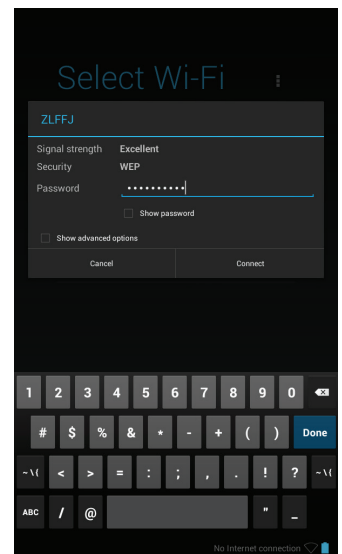 Select Wi-Fi
ZLFFJ
Signal strength Excellent
Security WEP
Password ••••••••••
Show password
Show advanced options
Cancel Connect
1 2 3 4 5 6 7 8 9 0
# $ % & * - + ( ) Done
~\{ < > = : ; , . ! ? ~\{
ABC / @ " _
No Internet connection